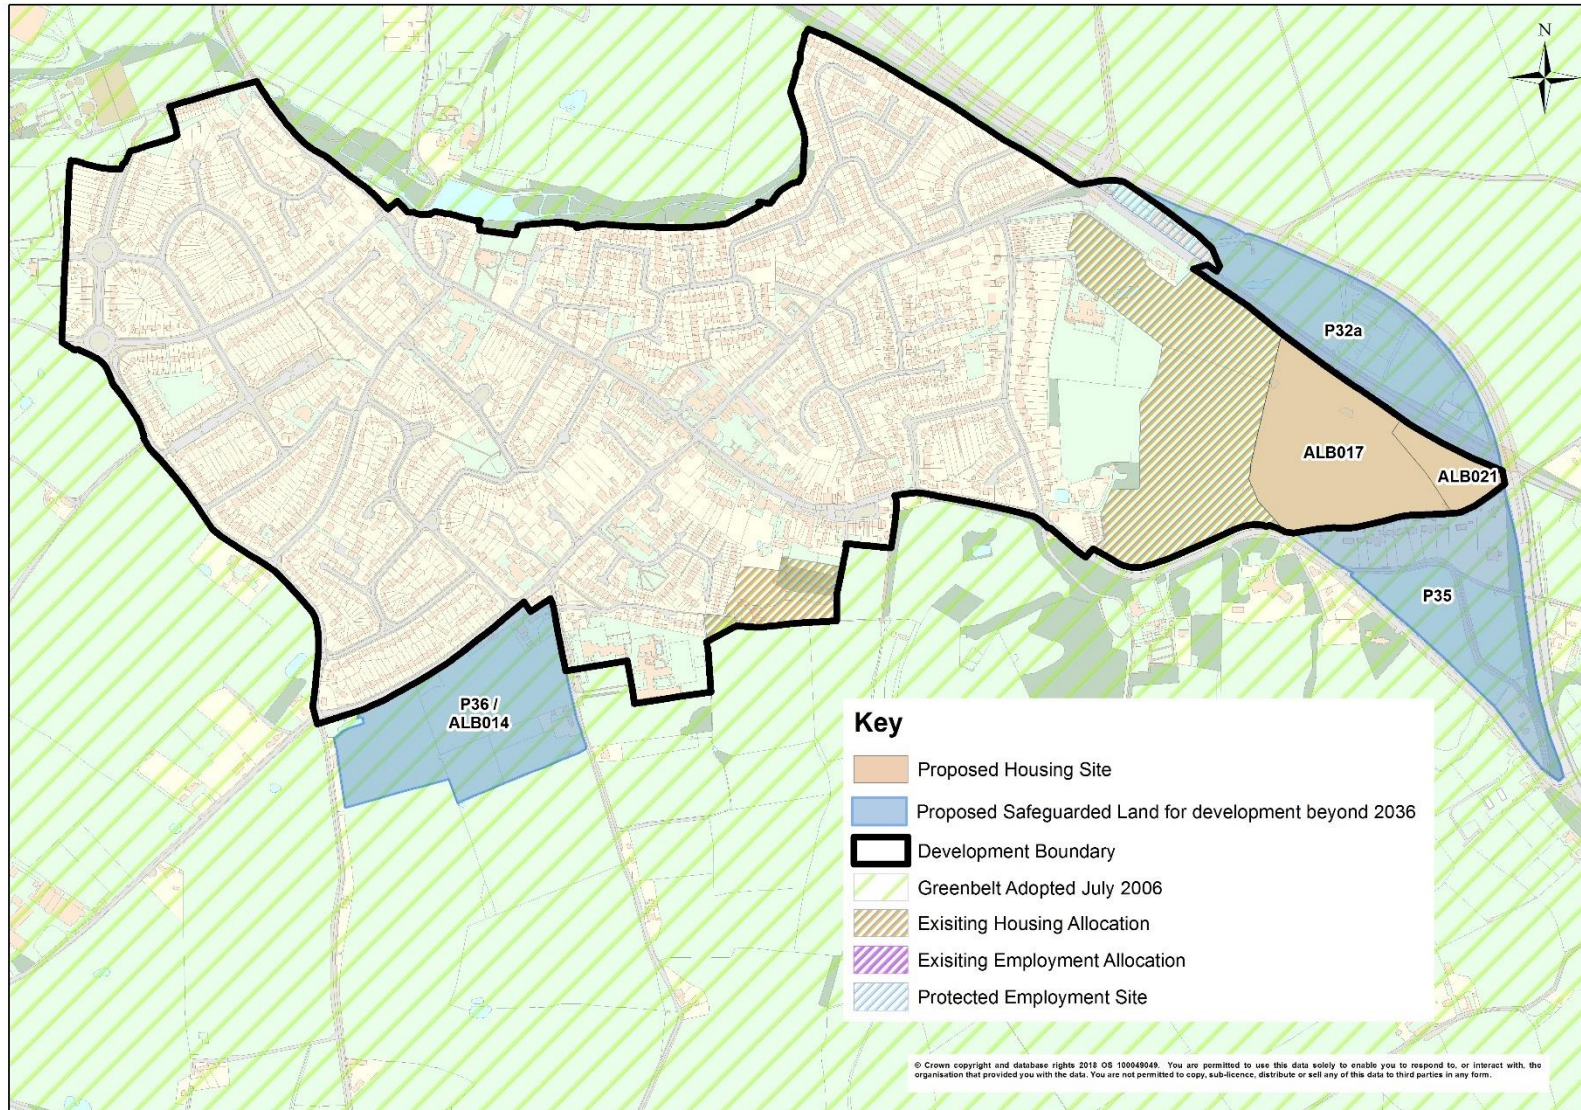 N
P32a
ALB017
ALB021
P35
P36 /
ALB014
Key
Proposed Housing Site
Proposed Safeguarded Land for development beyond 2036
Development Boundary
Greenbelt Adopted July 2006
Exisiting Housing Allocation
Exisiting Employment Allocation
Protected Employment Site
© Crown copyright and database rights 2018 OS 100049049. You are permitted to use this data solely to enable you to respond to, or interact with, the
organisation that provided you with the data. You are not permitted to copy, sub-licence, distribute or sell any of this data to third parties in any form.